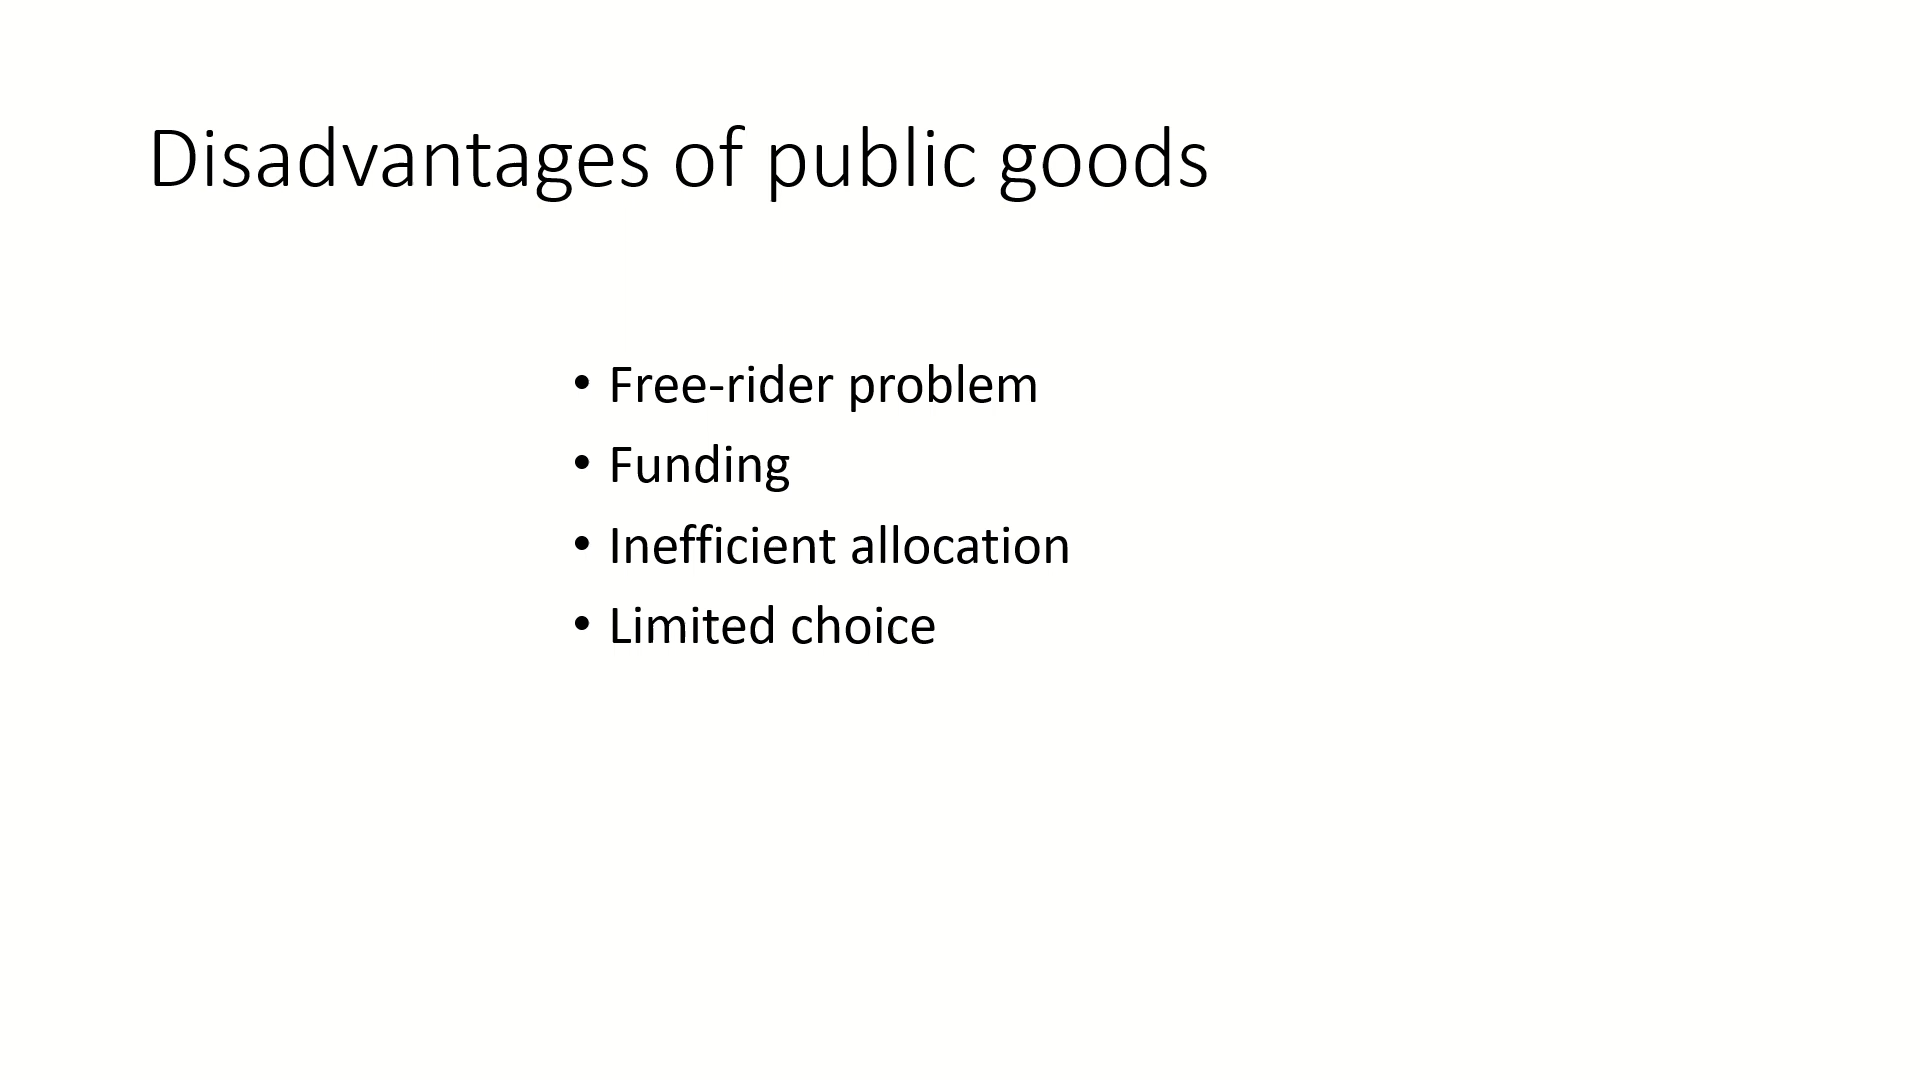 Disadvantages of public goods
• Free-rider problem
• Funding
• Inefficient allocation
• Limited choice